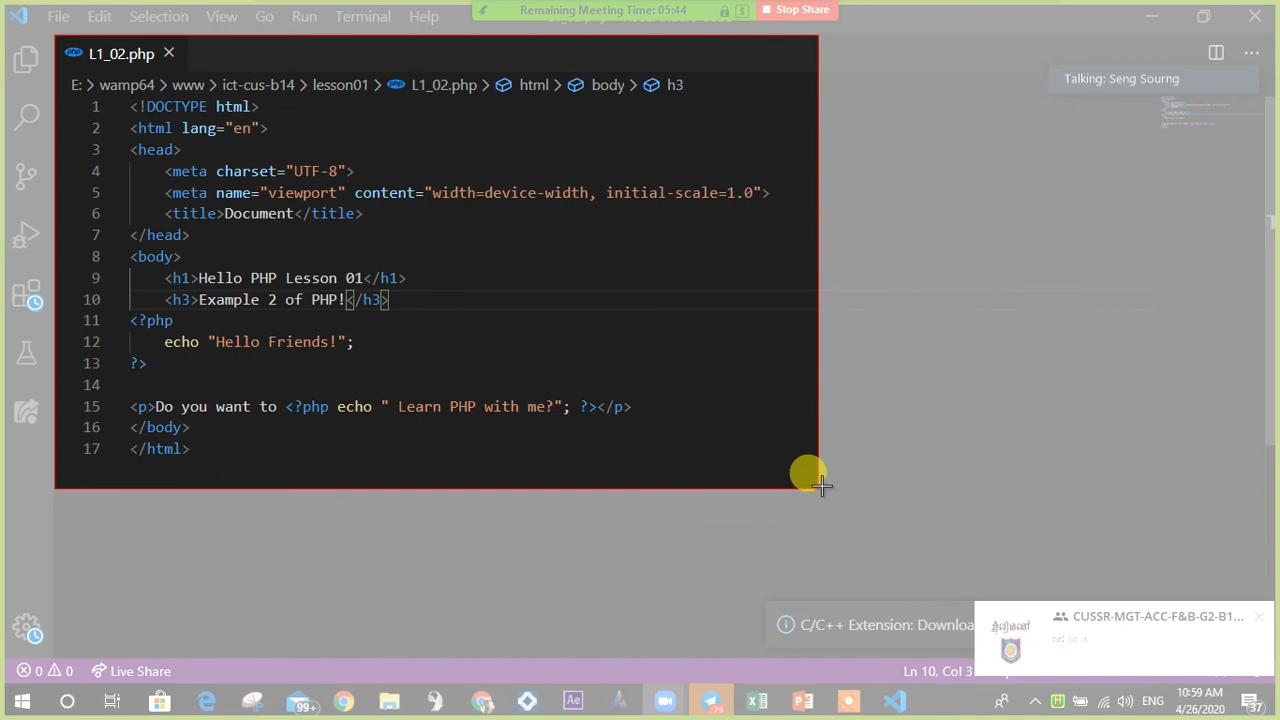 File Edit Selection View Go Run Terminal Help
Remaining Meeting Time: 05:44
Stop Share
L1_02.php
Talking: Seng Sourng
E: > wamp64 > www > ict-cus-b14 > lesson01 > L1_02.php > html > body > h3
1 <!DOCTYPE html>
2 <html lang="en">
3 <head>
4 <meta charset="UTF-8">
5 <meta name="viewport" content="width=device-width, initial-scale=1.0">
6 <title>Document</title>
7 </head>
8 <body>
9 <h1>Hello PHP Lesson 01</h1>
10 <h3>Example 2 of PHP!</h3>
11 <?php
12 echo "Hello Friends!";
13 ?>
14
15 <p>Do you want to <?php echo " Learn PHP with me?"; ?></p>
16 </body>
17 </html>
C/C++ Extension: Downloa
CUSSR-MGT-ACC-F&B-G2-B1...
0 0 Live Share
Ln 10, Col 3
99+
Ae
79
ENG
10:59 AM
4/26/2020
37